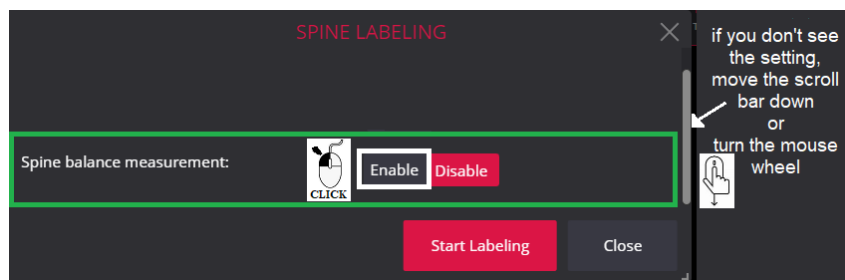 SPINE LABELING
if you don't see
the setting,
move the scroll
bar down
or
turn the mouse
wheel
Spine balance measurement:
CLICK
Enable
Disable
Start Labeling
Close